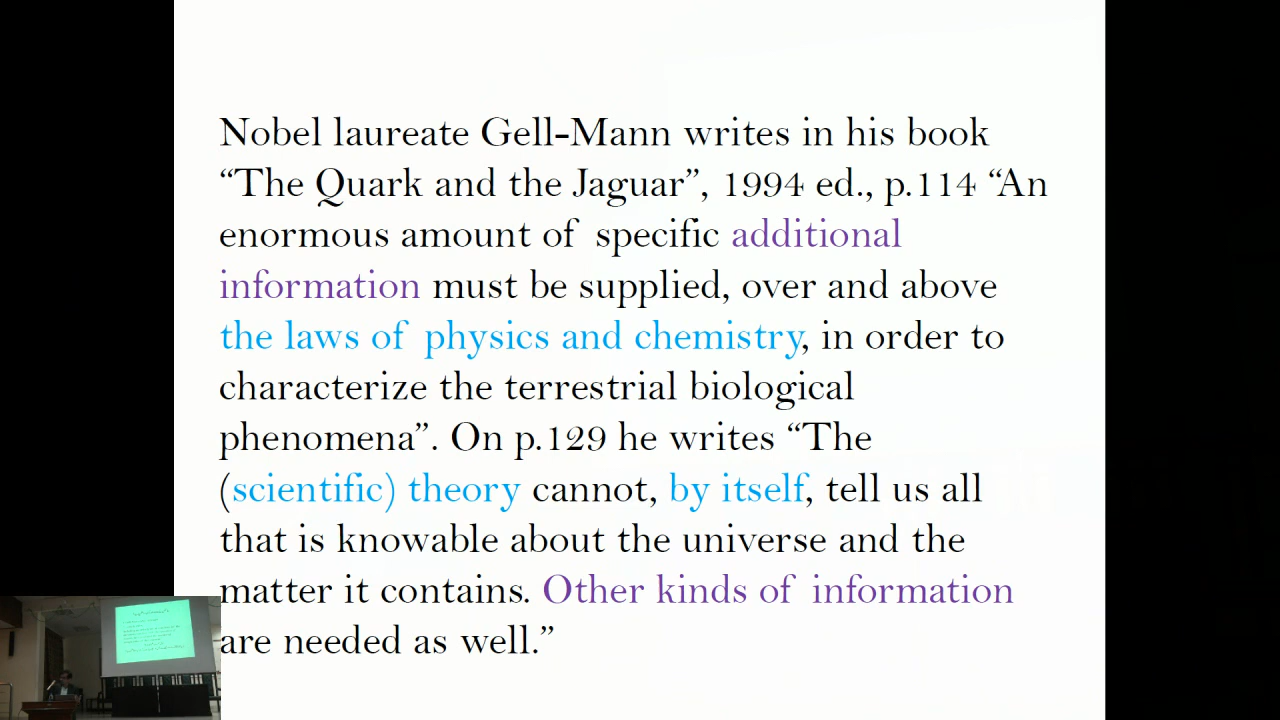 Nobel laureate Gell-Mann writes in his book
“The Quark and the Jaguar”, 1994 ed., p.114 “An
enormous amount of specific additional
information must be supplied, over and above
the laws of physics and chemistry, in order to
characterize the terrestrial biological
phenomena”. On p.129 he writes “The
(scientific) theory cannot, by itself, tell us all
that is knowable about the universe and the
matter it contains. Other kinds of information
are needed as well.”